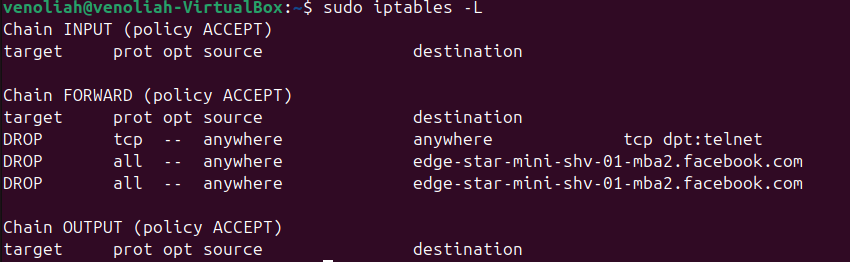 venoliah@venoliah-VirtualBox:~$ sudo iptables -L
Chain INPUT (policy ACCEPT)
target     prot opt source               destination

Chain FORWARD (policy ACCEPT)
target     prot opt source               destination
DROP       tcp  --  anywhere             anywhere             tcp dpt:telnet
DROP       all  --  anywhere             edge-star-mini-shv-01-mba2.facebook.com
DROP       all  --  anywhere             edge-star-mini-shv-01-mba2.facebook.com

Chain OUTPUT (policy ACCEPT)
target     prot opt source               destination